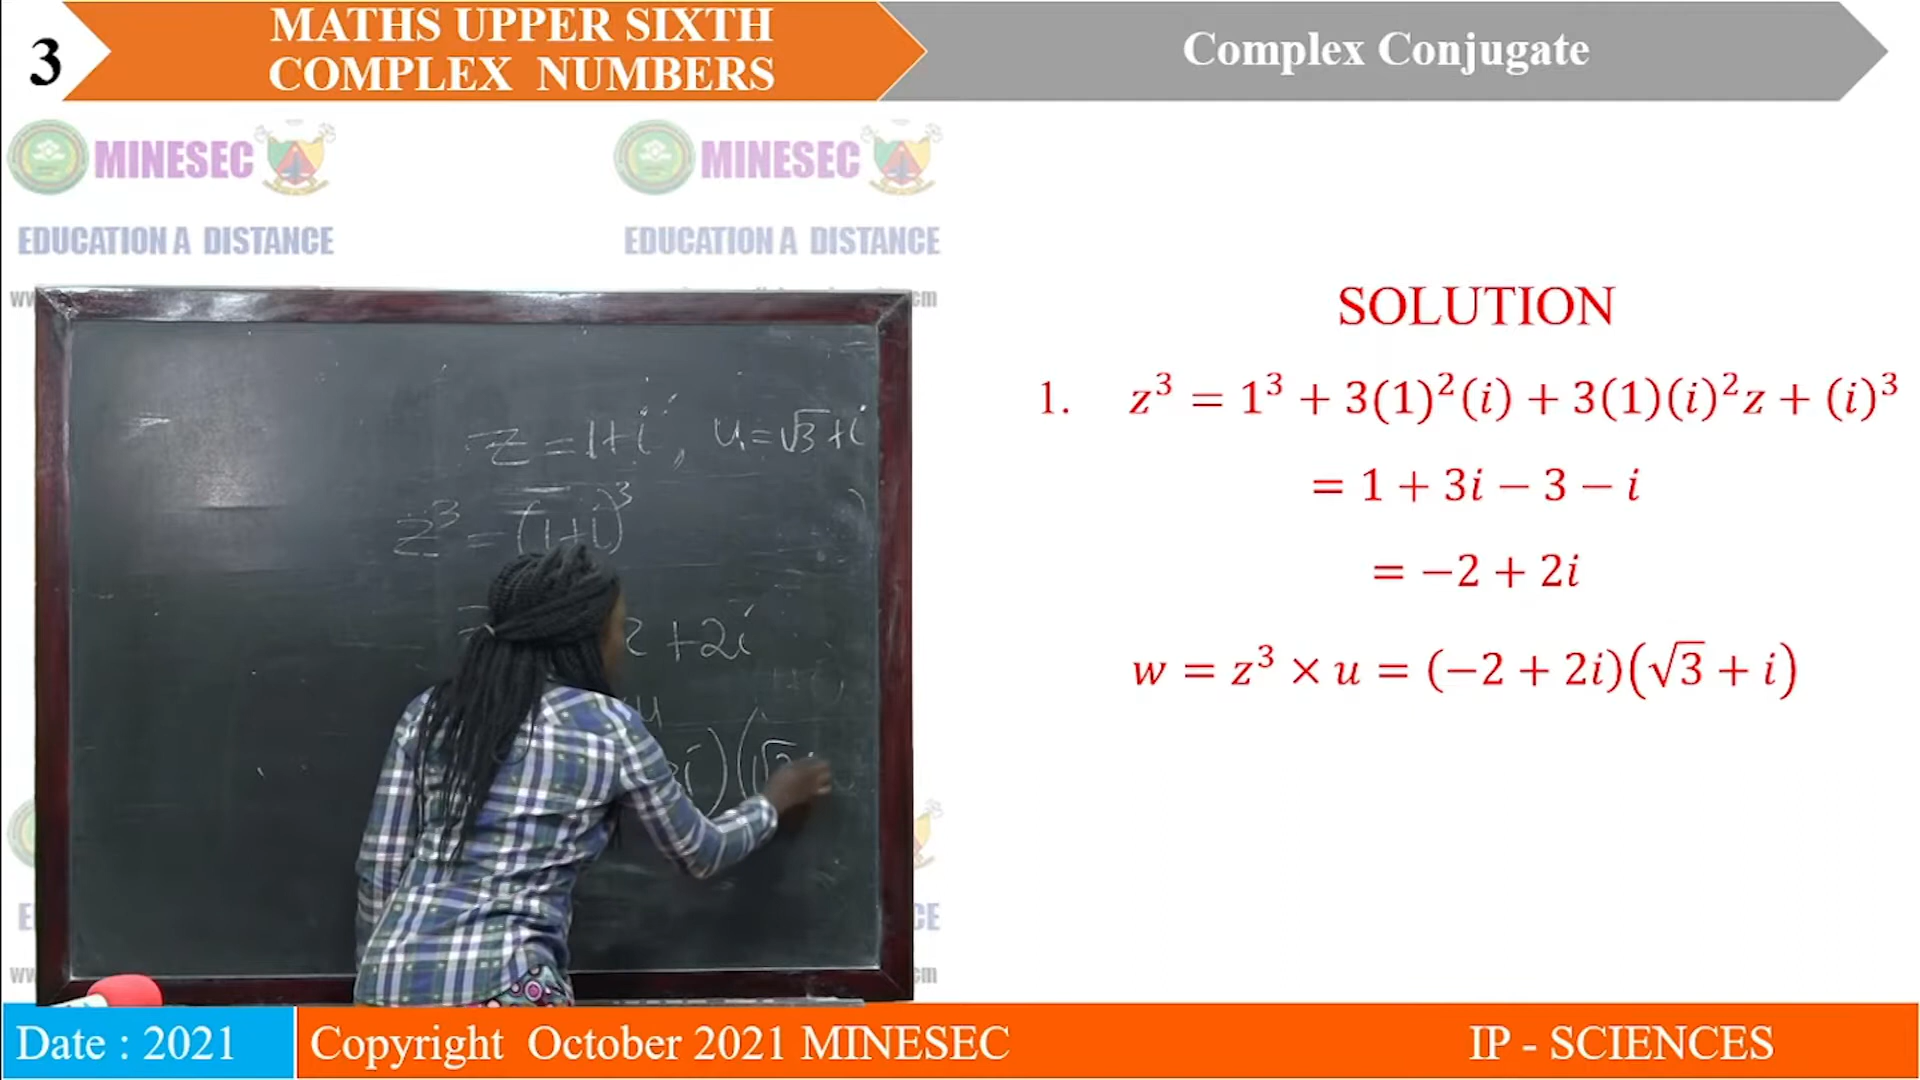 3
MATHS UPPER SIXTH
COMPLEX NUMBERS
Complex Conjugate
MINESEC
EDUCATION A DISTANCE
MINESEC
EDUCATION A DISTANCE
z = 1+i , u = √3+i
z³ = (1+i)³
+2i
u
i)(√3
SOLUTION
1. z³ = 1³ + 3(1)²(i) + 3(1)(i)²z + (i)³
= 1 + 3i − 3 − i
= −2 + 2i
w = z³ × u = (−2 + 2i)(√3 + i)
Date : 2021
Copyright October 2021 MINESEC
IP - SCIENCES